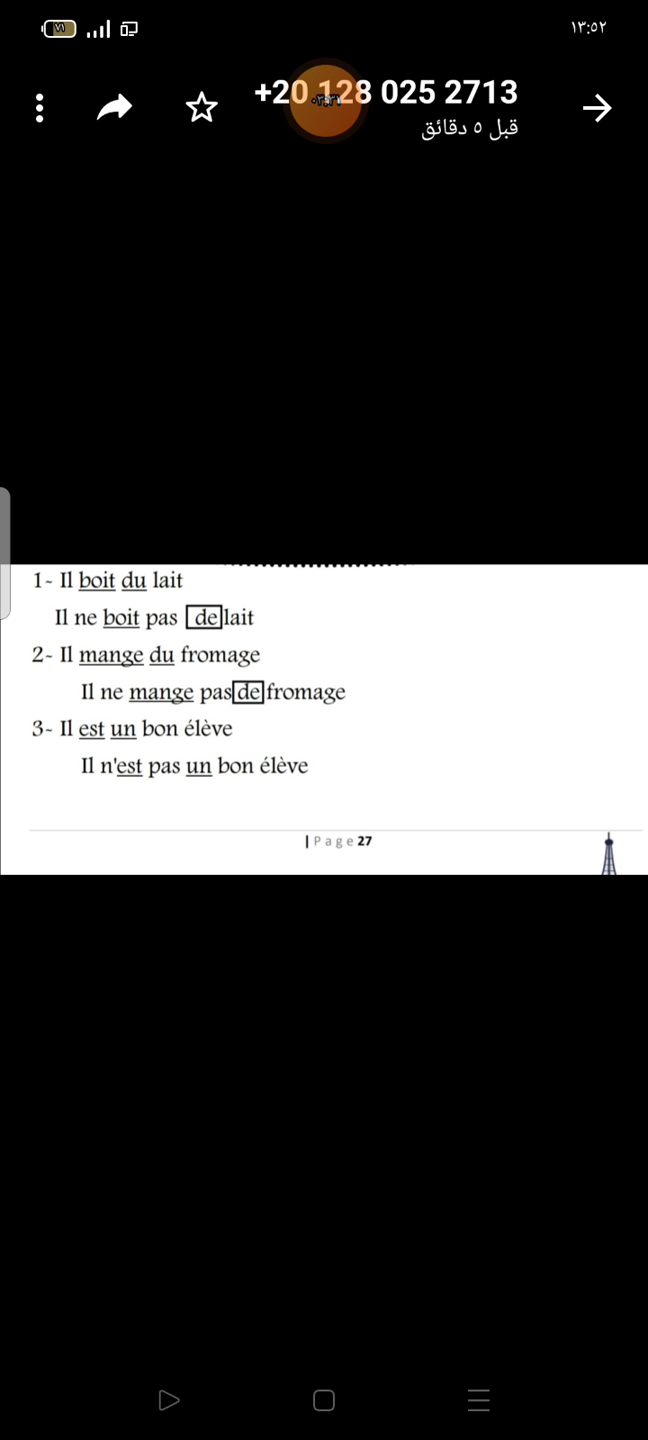 ٧٦ ١٣:٥٢
+20 128 025 2713
قبل ٥ دقائق
1- Il boit du lait
Il ne boit pas de lait
2- Il mange du fromage
Il ne mange pas de fromage
3- Il est un bon élève
Il n'est pas un bon élève
| Page 27